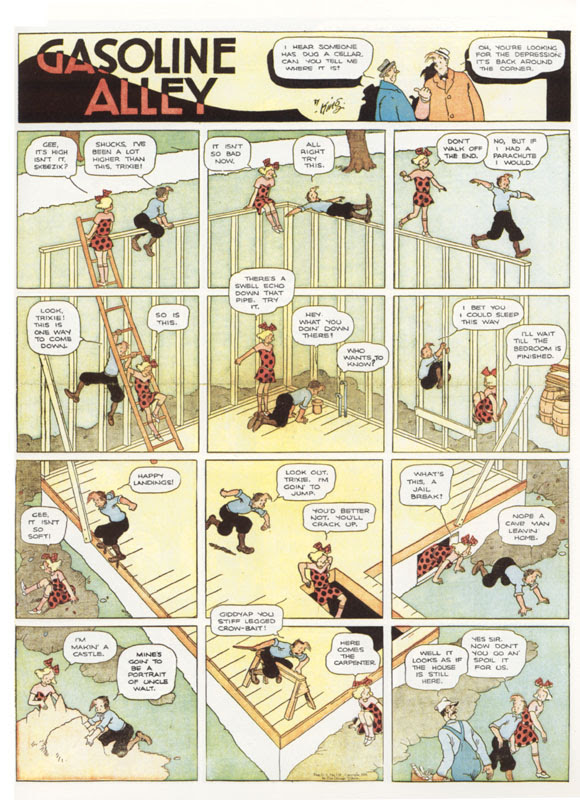 GASOLINE
ALLEY
I HEAR SOMEONE
HAS DUG A CELLAR,
CAN YOU TELL ME
WHERE IT IS?
OH, YOU'RE LOOKING
FOR THE DEPRESSION.
IT'S BACK AROUND
THE CORNER.
BY KING
GEE,
IT'S HIGH
ISN'T IT,
SKEEZIX?
SHUCKS, I'VE
BEEN A LOT
HIGHER THAN
THIS, TRIXIE!
IT ISN'T
SO BAD
NOW.
ALL
RIGHT
TRY
THIS.
DON'T
WALK OFF
THE END.
NO, BUT IF
I HAD A
PARACHUTE
I WOULD.
LOOK,
TRIXIE!
THIS IS
ONE WAY
TO COME
DOWN.
SO IS
THIS.
THERE'S A
SWELL ECHO
DOWN THAT
PIPE. TRY
IT.
HEY
WHAT YOU
DOIN' DOWN
THERE!
WHO
WANTS TO
KNOW?
I BET YOU
I COULD SLEEP
THIS WAY
I'LL WAIT
TILL THE
BEDROOM IS
FINISHED.
GEE,
IT ISN'T
SO
SOFT!
HAPPY
LANDINGS!
LOOK OUT,
TRIXIE. I'M
GOIN' TO
JUMP.
YOU'D BETTER
NOT. YOU'LL
CRACK UP.
WHAT'S
THIS, A
JAIL
BREAK?
NOPE A
CAVE MAN
LEAVIN'
HOME.
I'M
MAKIN' A
CASTLE.
MINE'S
GOIN' TO
BE A
PORTRAIT
OF UNCLE
WALT.
GIDDYAP YOU
STIFF LEGGED
CROW-BAIT!
HERE
COMES
THE
CARPENTER.
WELL IT
LOOKS AS IF
THE HOUSE
IS STILL
HERE.
YES SIR.
NOW DON'T
YOU GO AN'
SPOIL IT
FOR US.